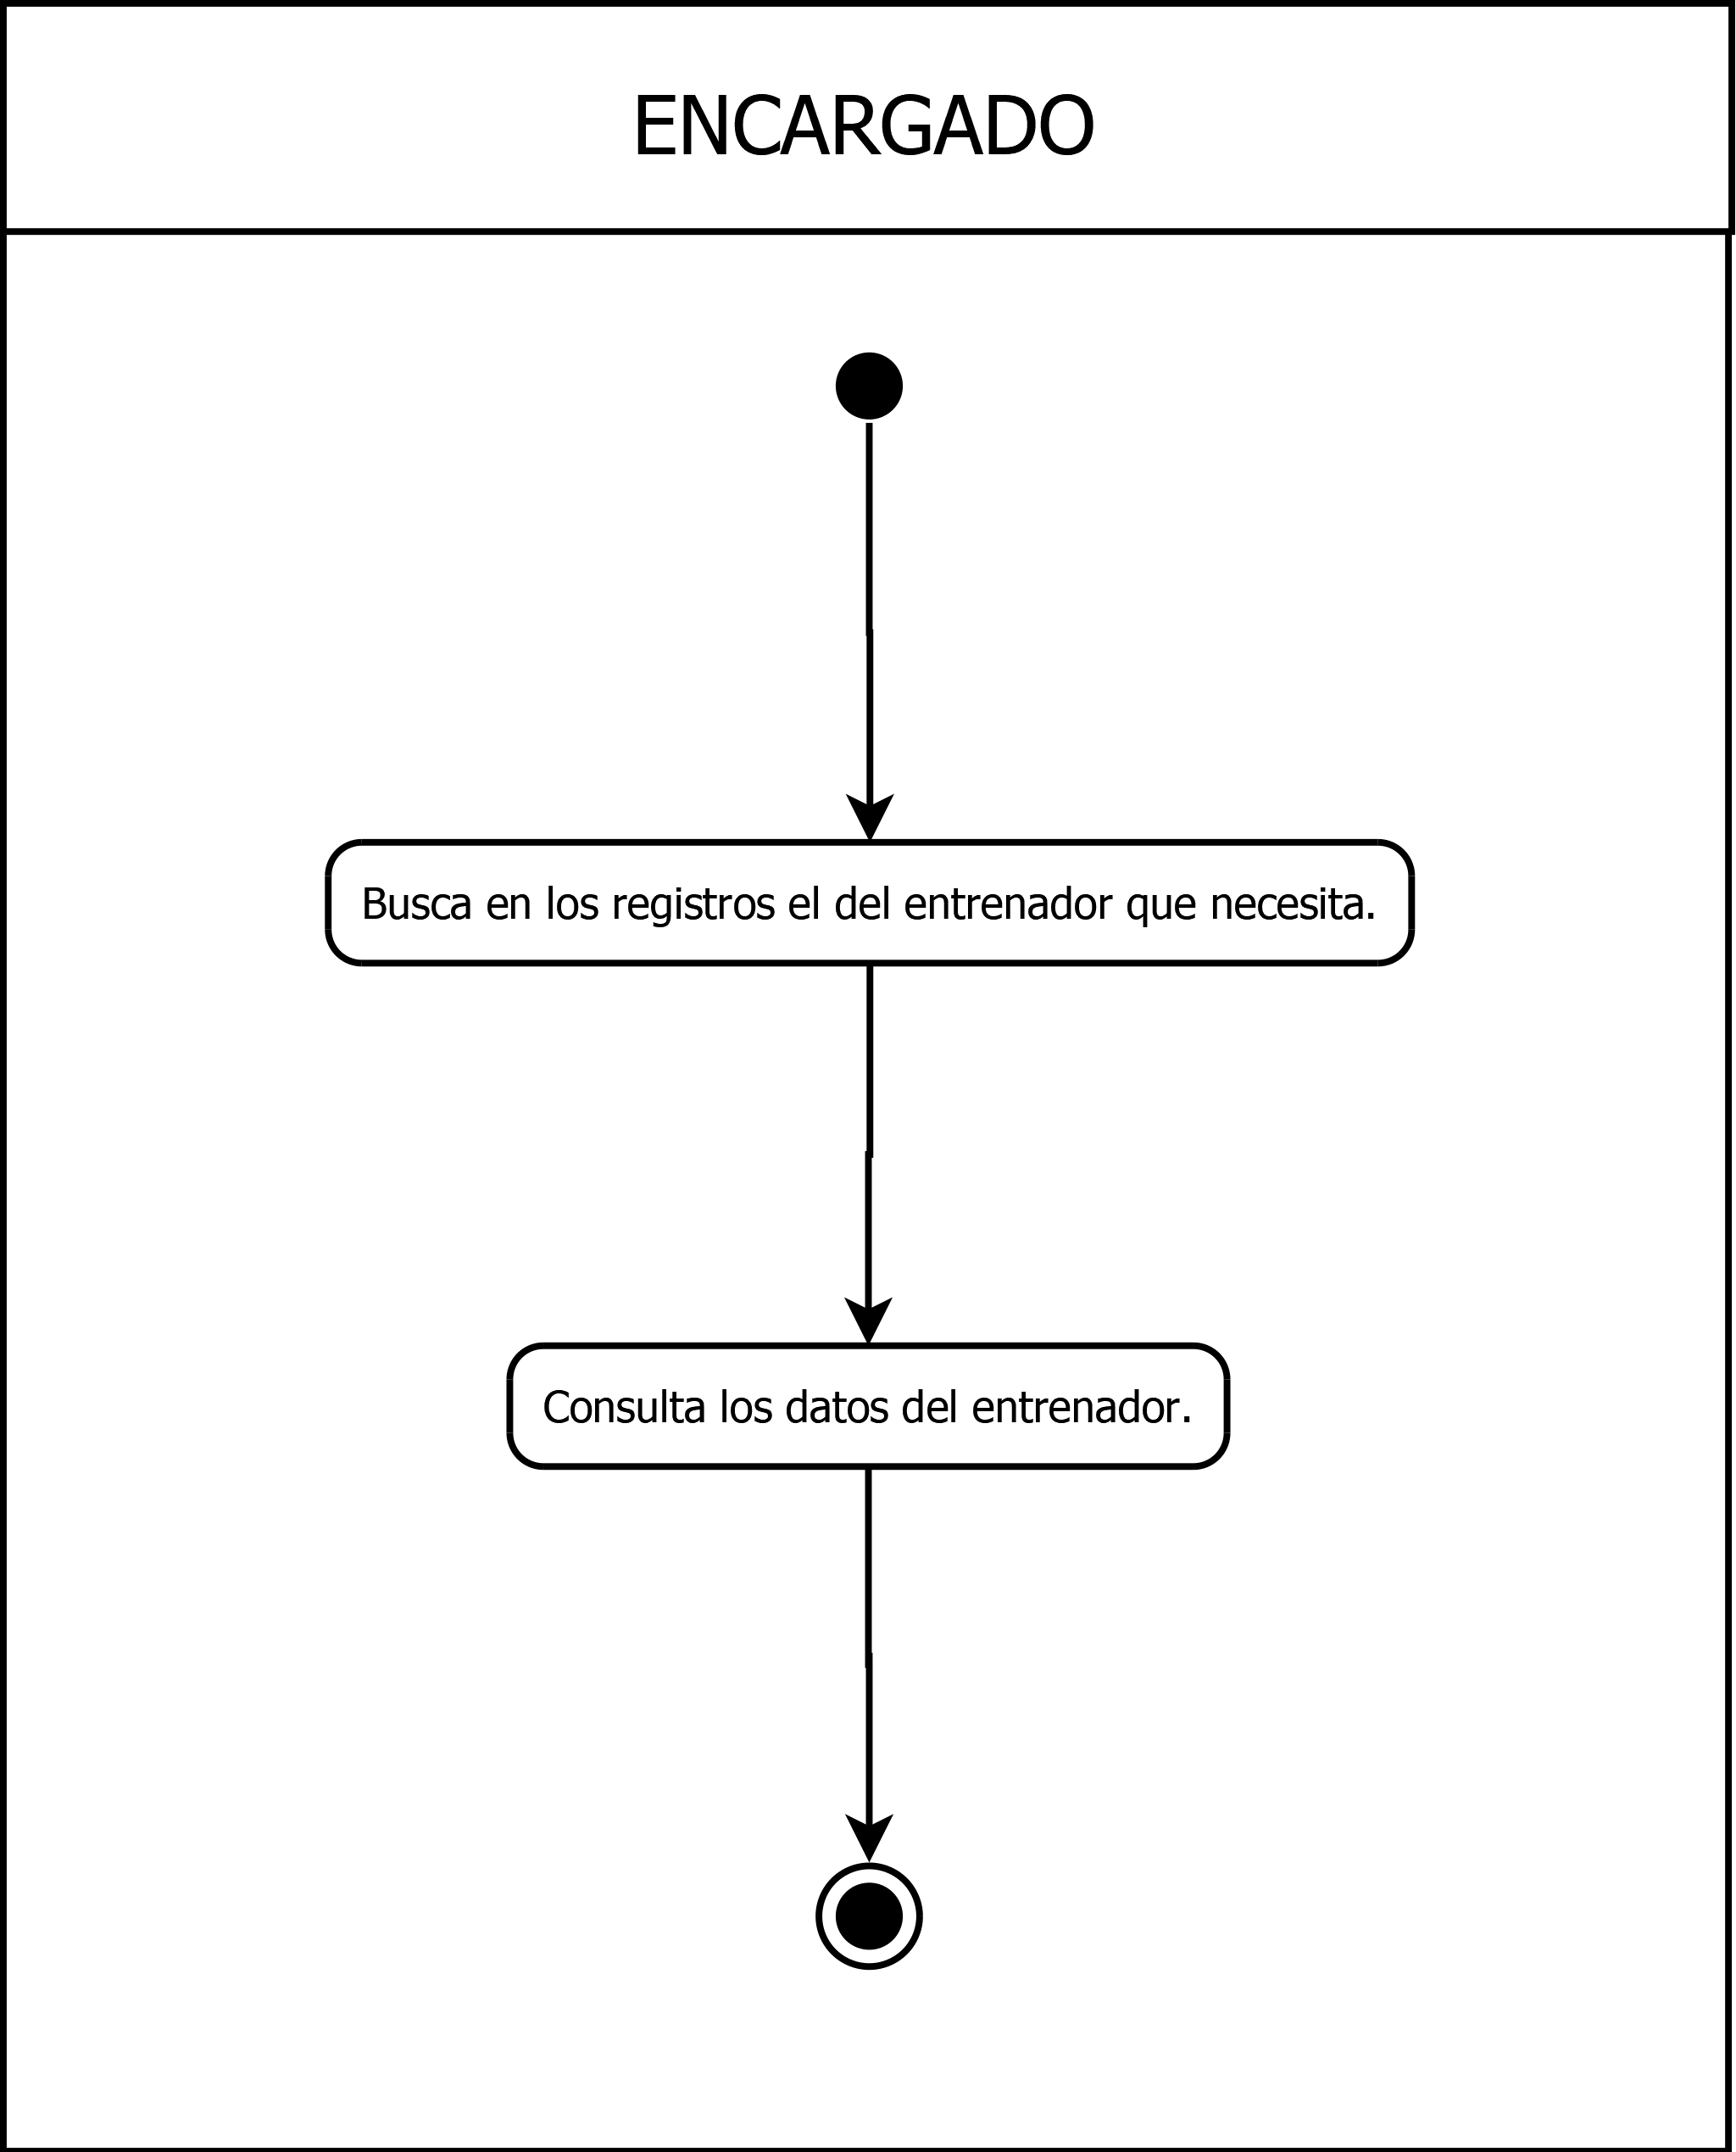 ENCARGADO
Busca en los registros el del entrenador que necesita.
Consulta los datos del entrenador.